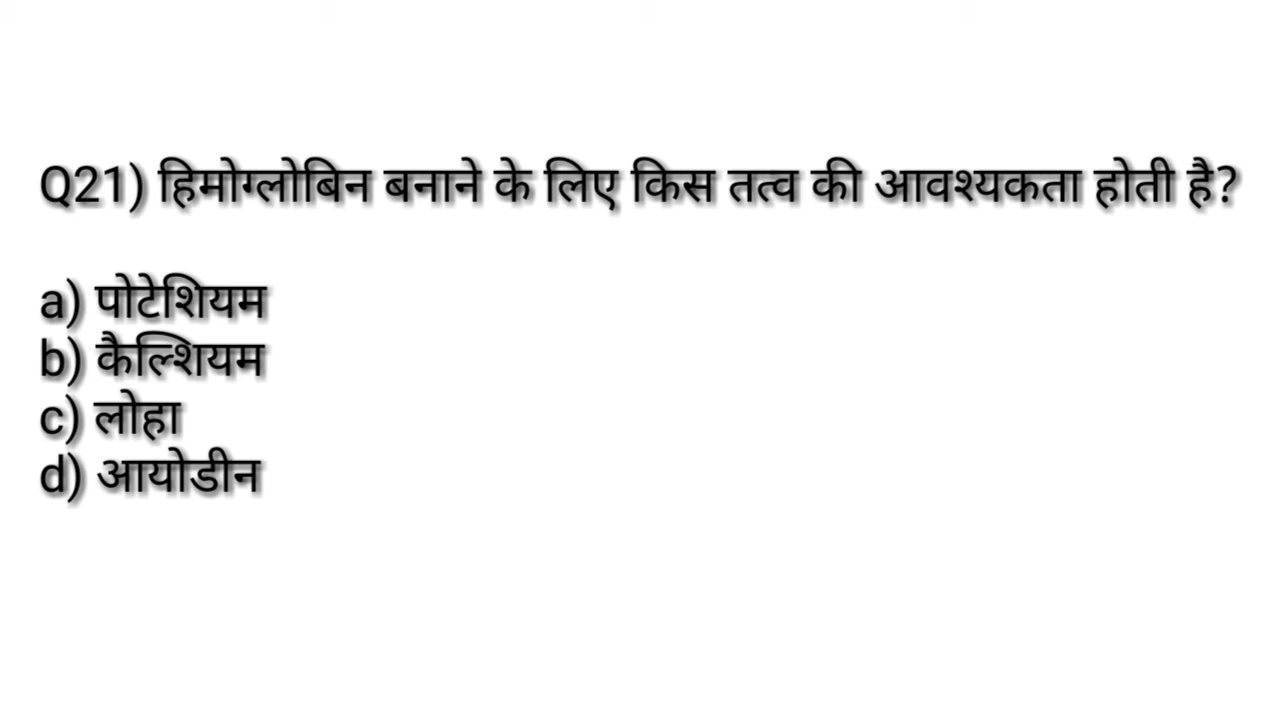 Q21) हिमोग्लोबिन बनाने के लिए किस तत्व की आवश्यकता होती है?
a) पोटेशियम
b) कैल्शियम
c) लोहा
d) आयोडीन